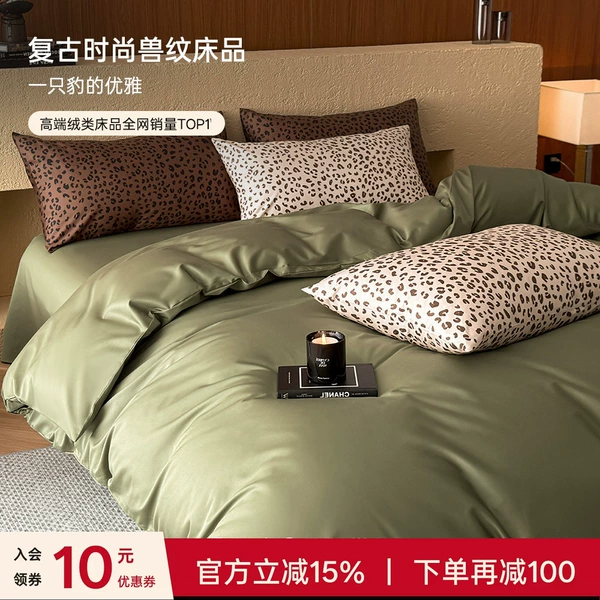 复古时尚兽纹床品
一只豹的优雅
高端绒类床品全网销量TOP1
CHANEL
入会
领券
10元
优惠券
官方立减15%
下单再减100